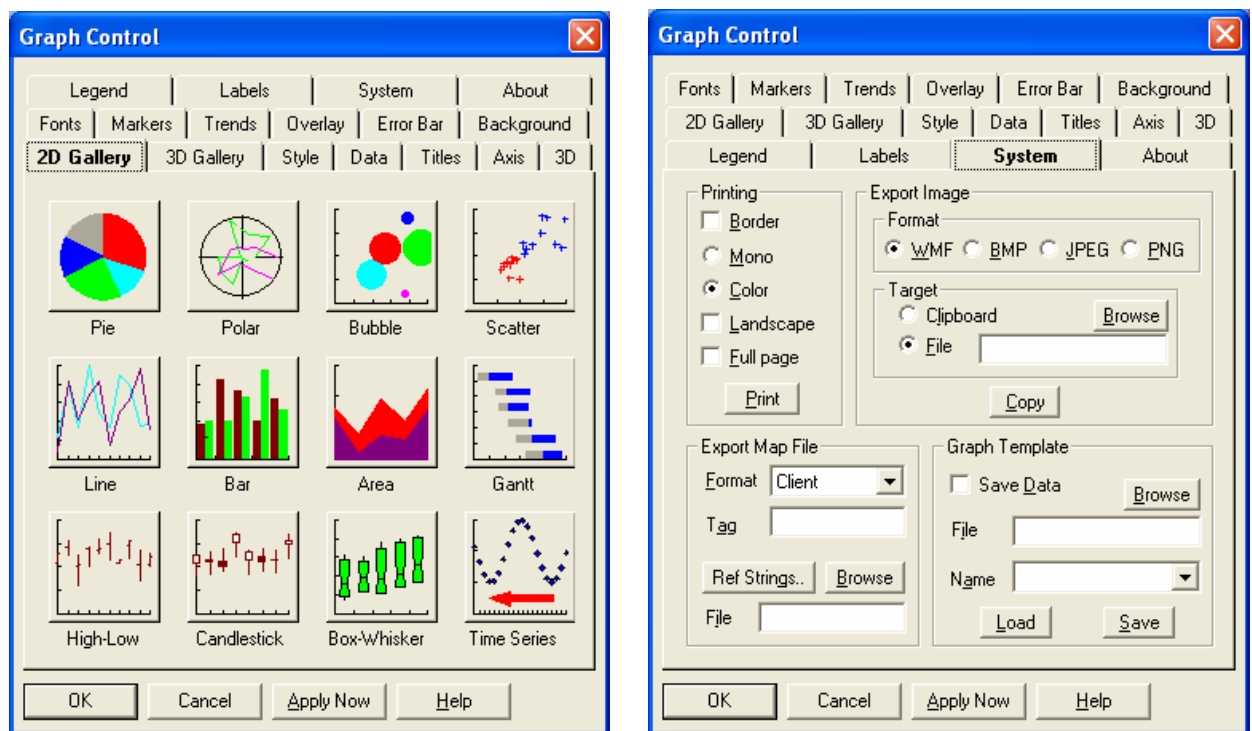 Graph Control
Legend Labels System About
Fonts Markers Trends Overlay Error Bar Background
2D Gallery 3D Gallery Style Data Titles Axis 3D
Pie Polar Bubble Scatter
Line Bar Area Gantt
High-Low Candlestick Box-Whisker Time Series
OK Cancel Apply Now Help
Graph Control
Fonts Markers Trends Overlay Error Bar Background
2D Gallery 3D Gallery Style Data Titles Axis 3D
Legend Labels System About
Printing
Border
Mono
Color
Landscape
Full page
Print
Export Image
Format
WMF BMP JPEG PNG
Target
Clipboard Browse
File
Copy
Export Map File
Format Client
Tag
Ref Strings.. Browse
File
Graph Template
Save Data Browse
File
Name
Load Save
OK Cancel Apply Now Help